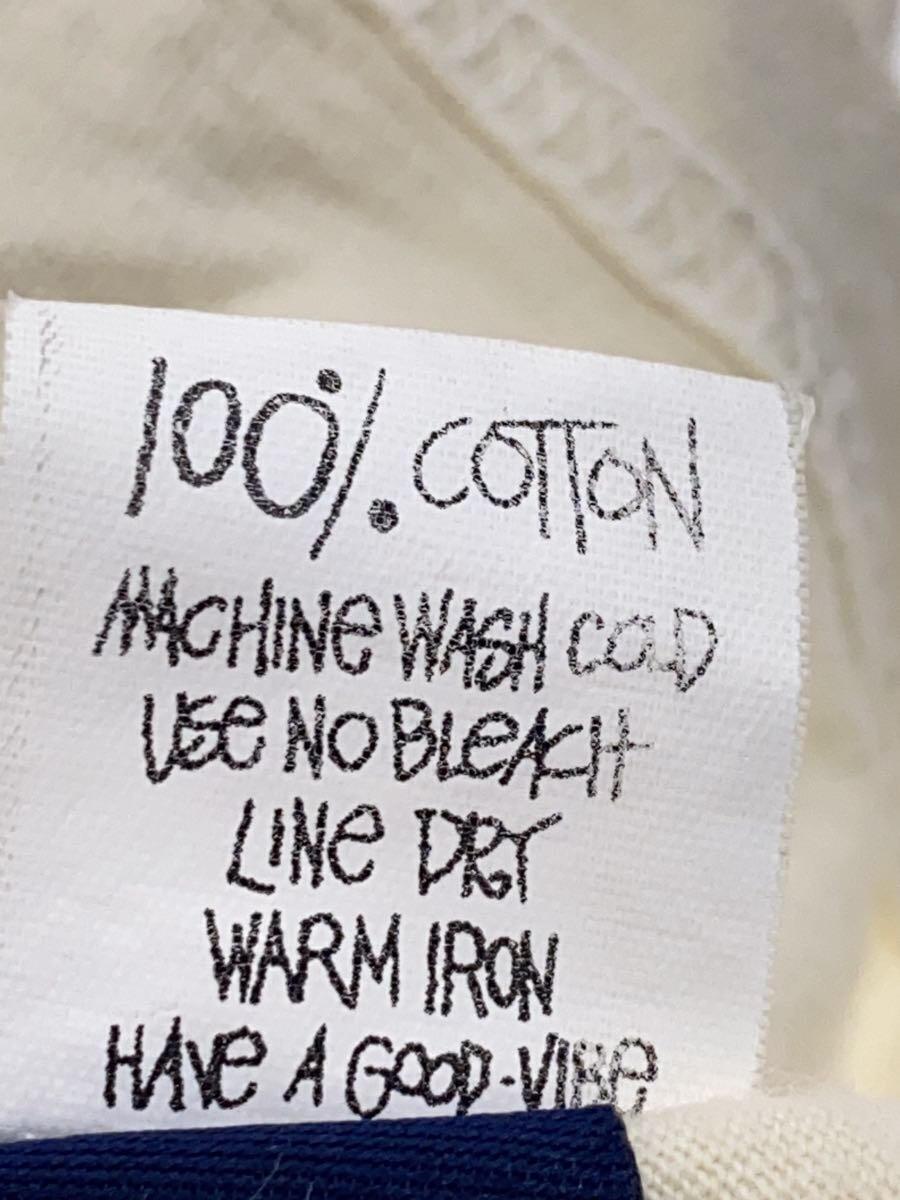 100% COTTON
MACHINe WASH COLD
USe NO BLeACH
LINe DRY
WARM IRON
HAVe A GOOD-VIBe